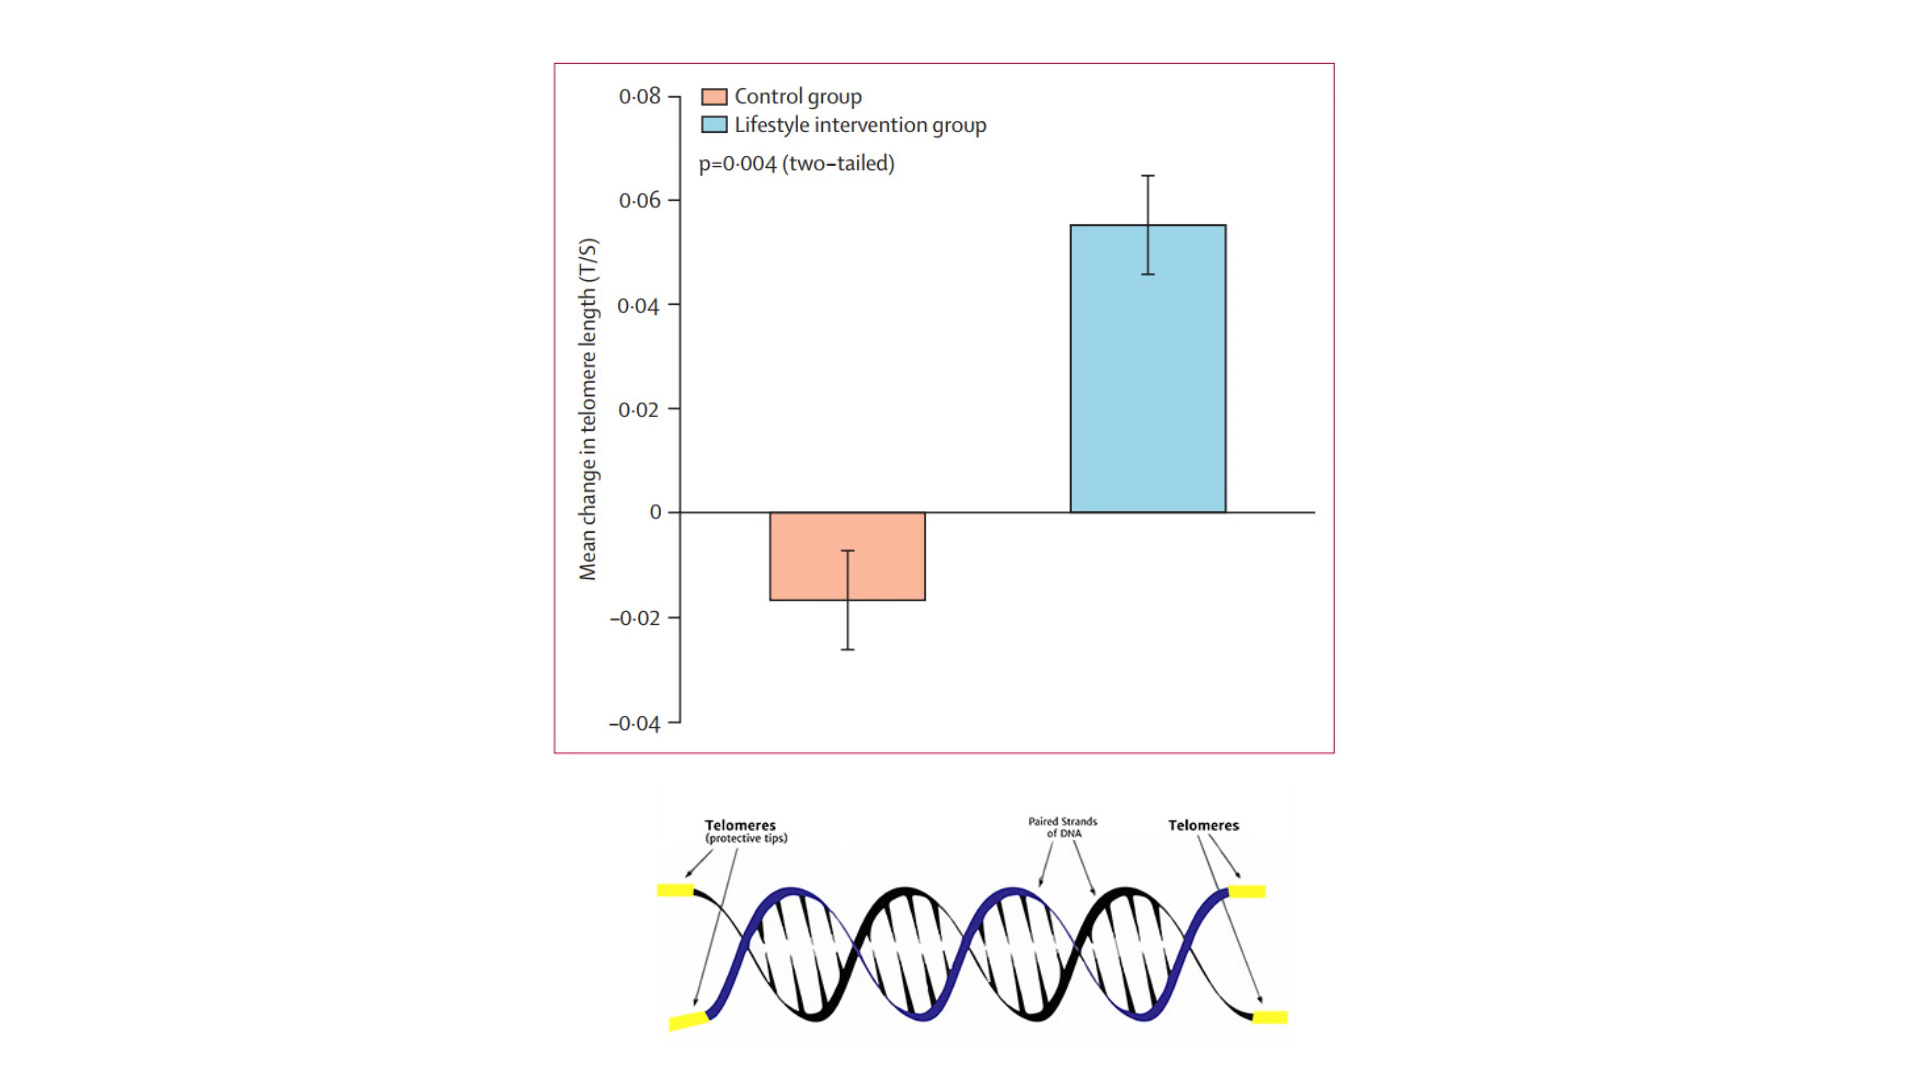 0·08
Control group
Lifestyle intervention group
p=0·004 (two-tailed)
0·06
0·04
0·02
0
–0·02
–0·04
Mean change in telomere length (T/S)
Telomeres
(protective tips)
Paired Strands
of DNA
Telomeres